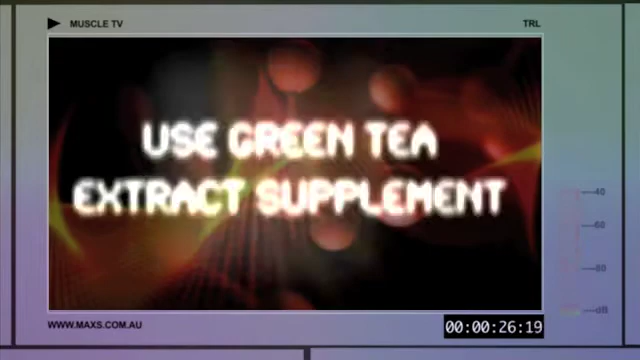 MUSCLE TV
TRL
USE GREEN TEA
EXTRACT SUPPLEMENT
-40
-60
-80
-dB
WWW.MAXS.COM.AU
00:00:26:19